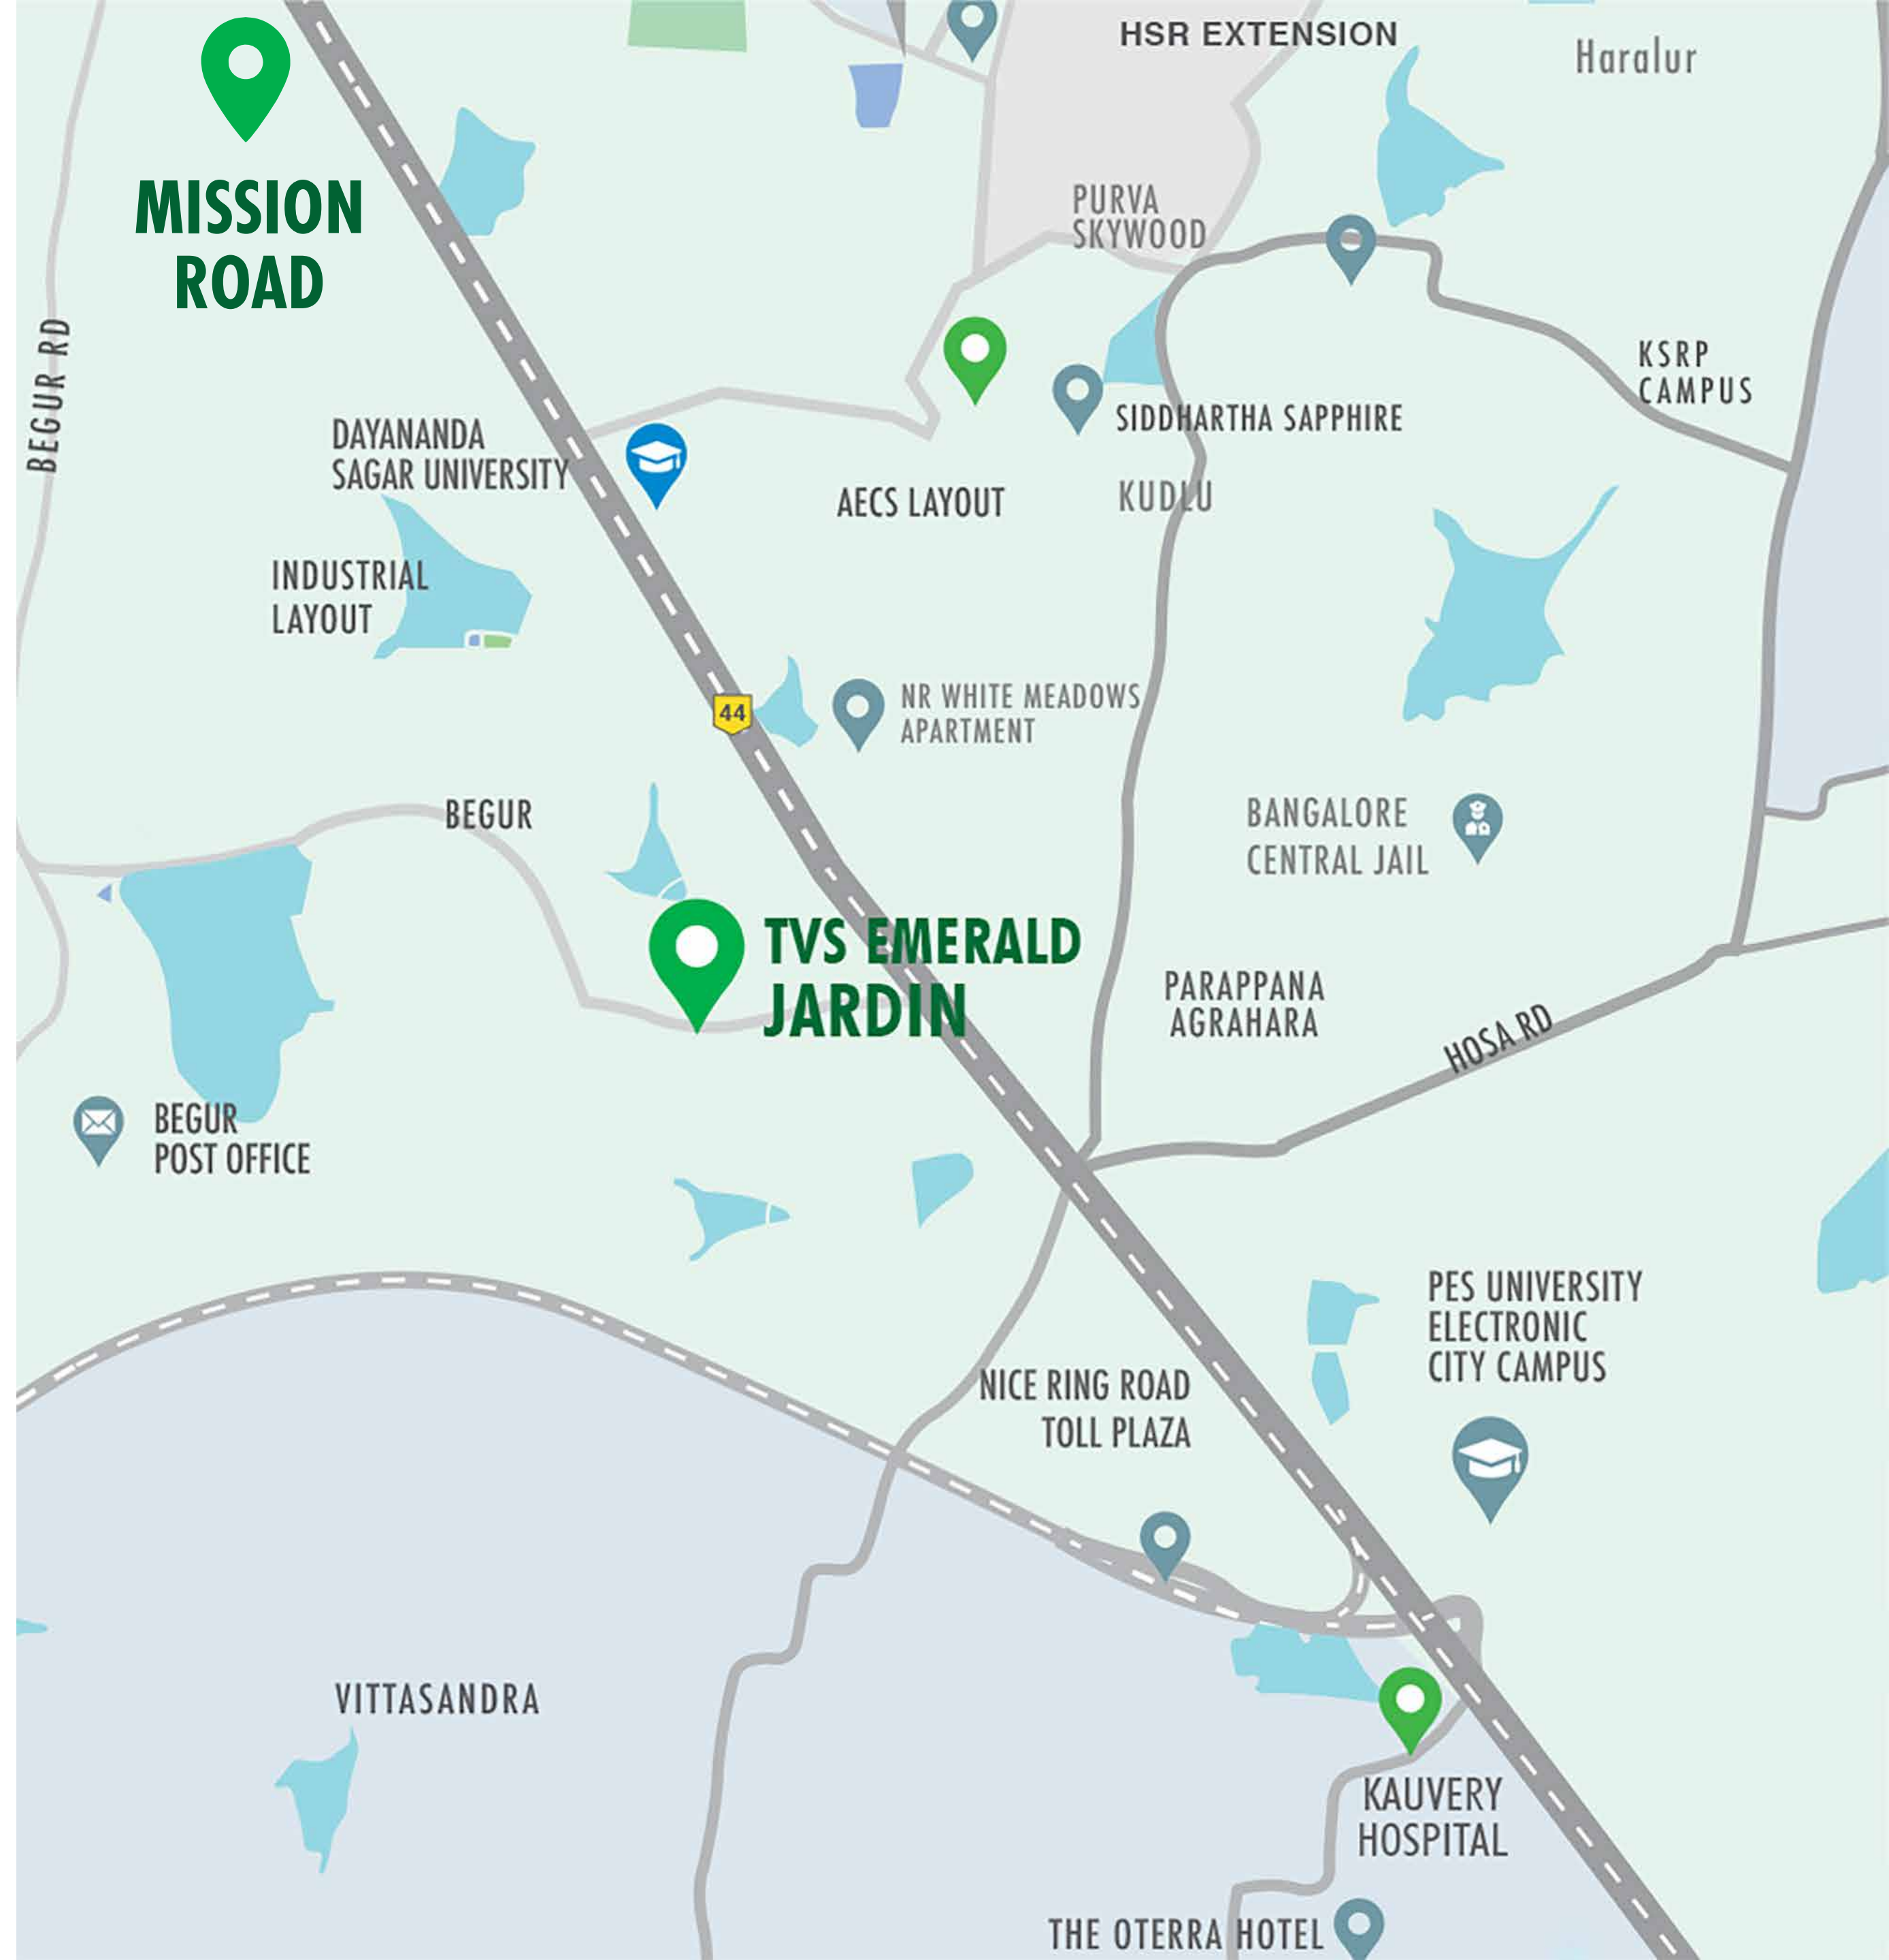 HSR EXTENSION
Haralur
MISSION
ROAD
PURVA
SKYWOOD
BEGUR RD
KSRP
CAMPUS
DAYANANDA
SAGAR UNIVERSITY
SIDDHARTHA SAPPHIRE
AECS LAYOUT
KUDLU
INDUSTRIAL
LAYOUT
44
NR WHITE MEADOWS
APARTMENT
BEGUR
BANGALORE
CENTRAL JAIL
TVS EMERALD
JARDIN
PARAPPANA
AGRAHARA
HOSA RD
BEGUR
POST OFFICE
PES UNIVERSITY
ELECTRONIC
CITY CAMPUS
NICE RING ROAD
TOLL PLAZA
VITTASANDRA
KAUVERY
HOSPITAL
THE OTERRA HOTEL